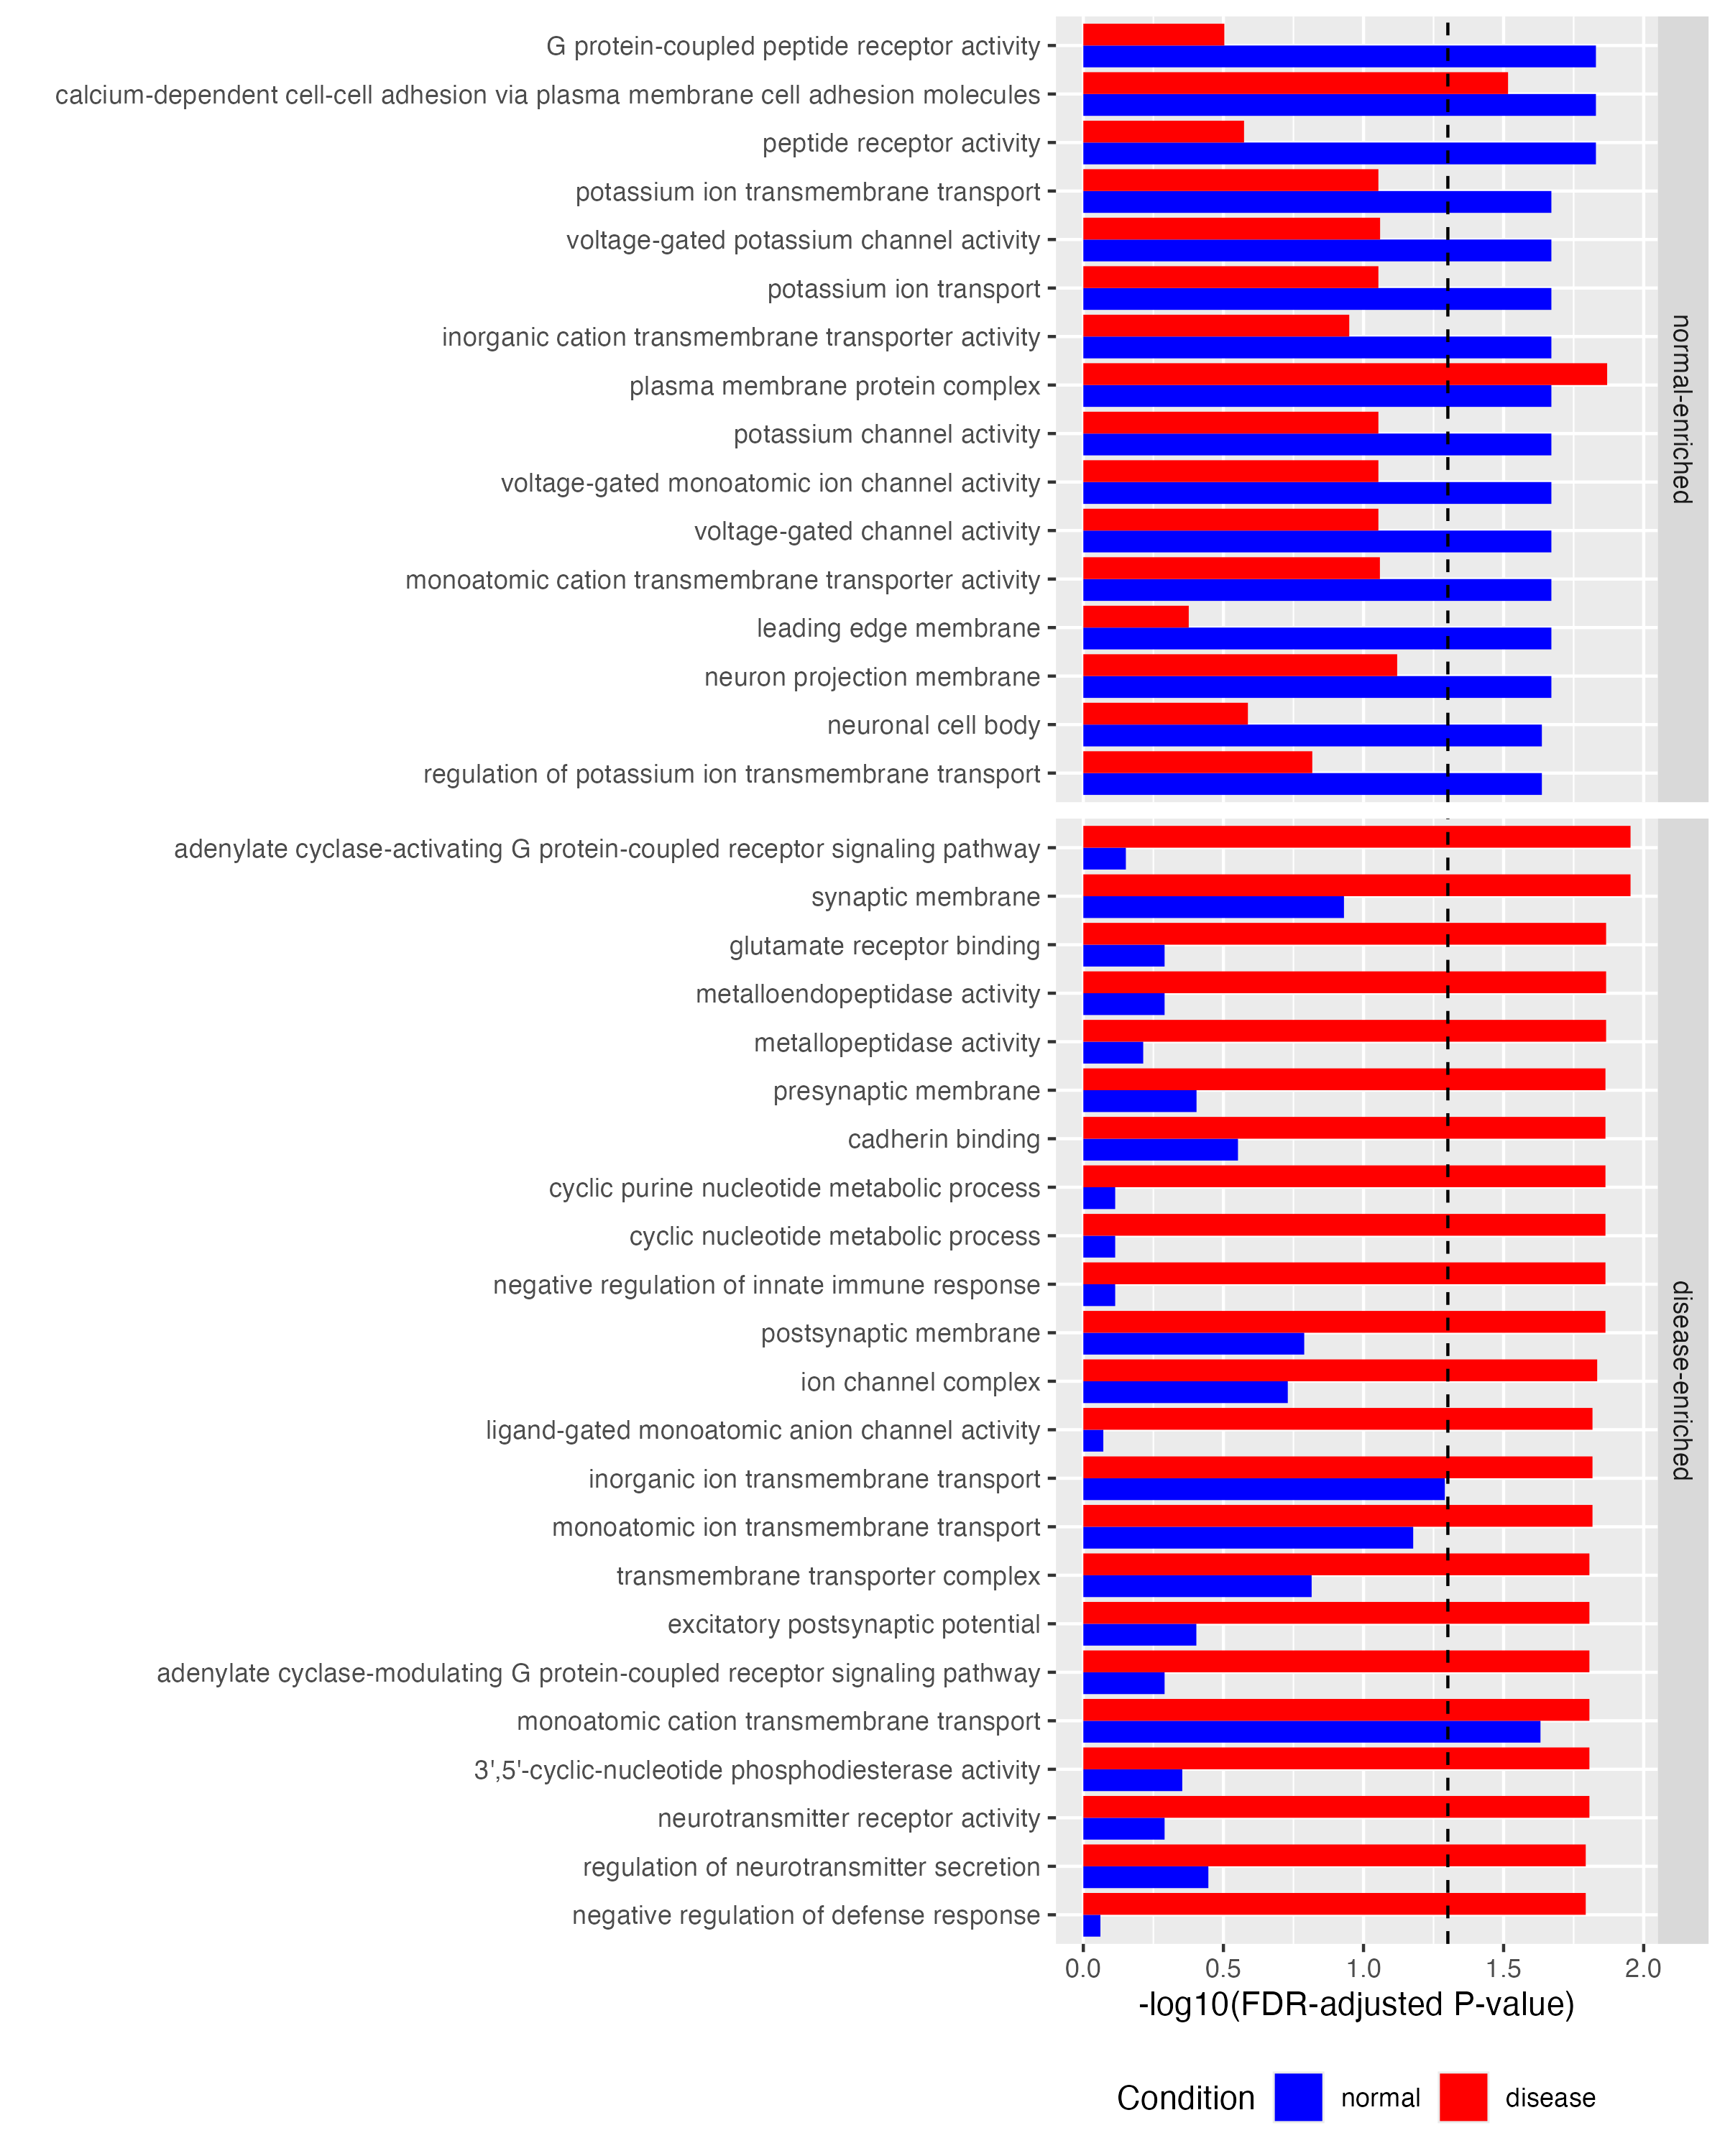 G protein-coupled peptide receptor activity
calcium-dependent cell-cell adhesion via plasma membrane cell adhesion molecules
peptide receptor activity
potassium ion transmembrane transport
voltage-gated potassium channel activity
potassium ion transport
inorganic cation transmembrane transporter activity
plasma membrane protein complex
potassium channel activity
voltage-gated monoatomic ion channel activity
voltage-gated channel activity
monoatomic cation transmembrane transporter activity
leading edge membrane
neuron projection membrane
neuronal cell body
regulation of potassium ion transmembrane transport
normal-enriched
adenylate cyclase-activating G protein-coupled receptor signaling pathway
synaptic membrane
glutamate receptor binding
metalloendopeptidase activity
metallopeptidase activity
presynaptic membrane
cadherin binding
cyclic purine nucleotide metabolic process
cyclic nucleotide metabolic process
negative regulation of innate immune response
postsynaptic membrane
ion channel complex
ligand-gated monoatomic anion channel activity
inorganic ion transmembrane transport
monoatomic ion transmembrane transport
transmembrane transporter complex
excitatory postsynaptic potential
adenylate cyclase-modulating G protein-coupled receptor signaling pathway
monoatomic cation transmembrane transport
3',5'-cyclic-nucleotide phosphodiesterase activity
neurotransmitter receptor activity
regulation of neurotransmitter secretion
negative regulation of defense response
disease-enriched
0.0 0.5 1.0 1.5 2.0
-log10(FDR-adjusted P-value)
Condition normal disease